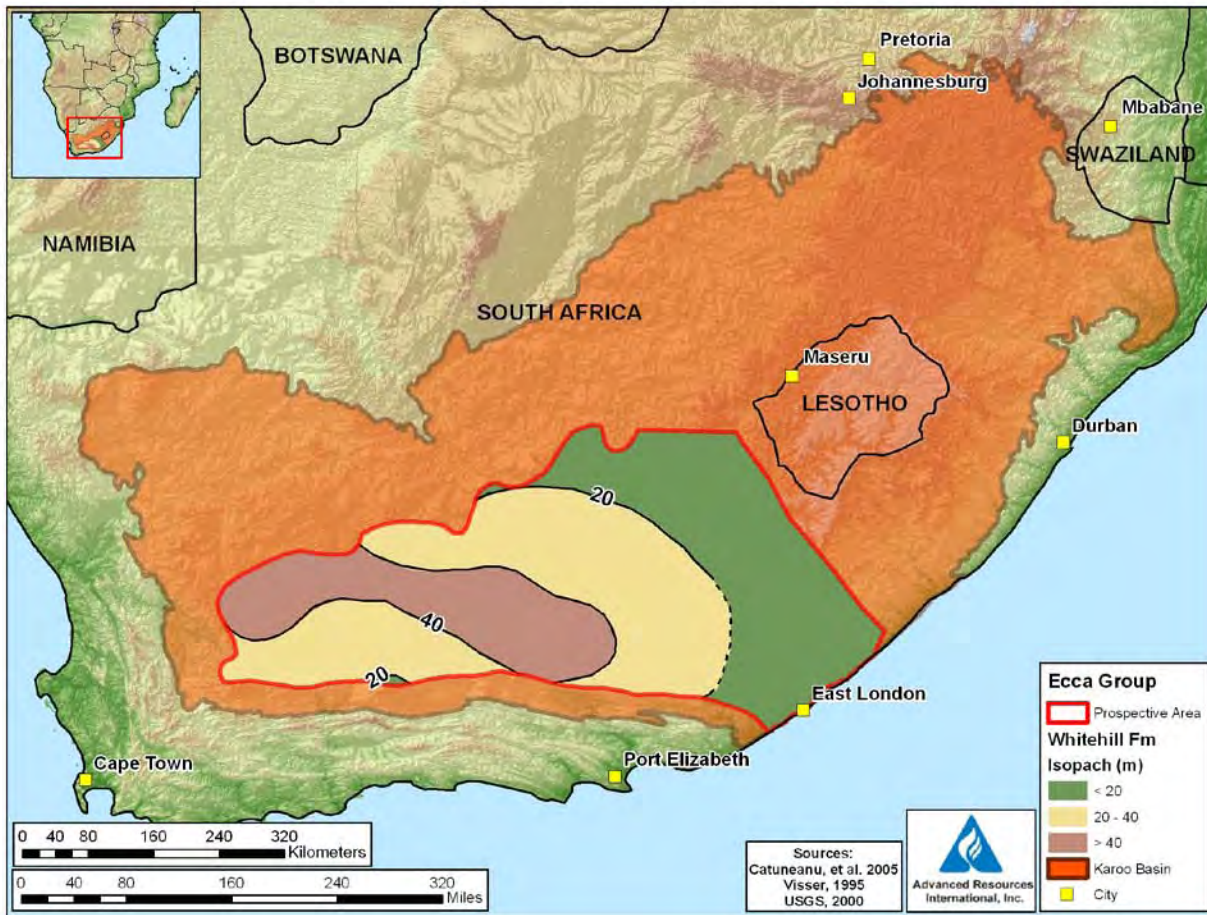 BOTSWANA
Pretoria
Johannesburg
Mbabane
SWAZILAND
NAMIBIA
SOUTH AFRICA
Maseru
LESOTHO
Durban
20
40
20
East London
Port Elizabeth
Cape Town
Ecca Group
Prospective Area
Whitehill Fm
Isopach (m)
< 20
20 - 40
> 40
Karoo Basin
City
0 40 80 160 240 320
Kilometers
0 40 80 160 240 320
Miles
Sources:
Catuneanu, et al. 2005
Visser, 1995
USGS, 2000
Advanced Resources
International, Inc.